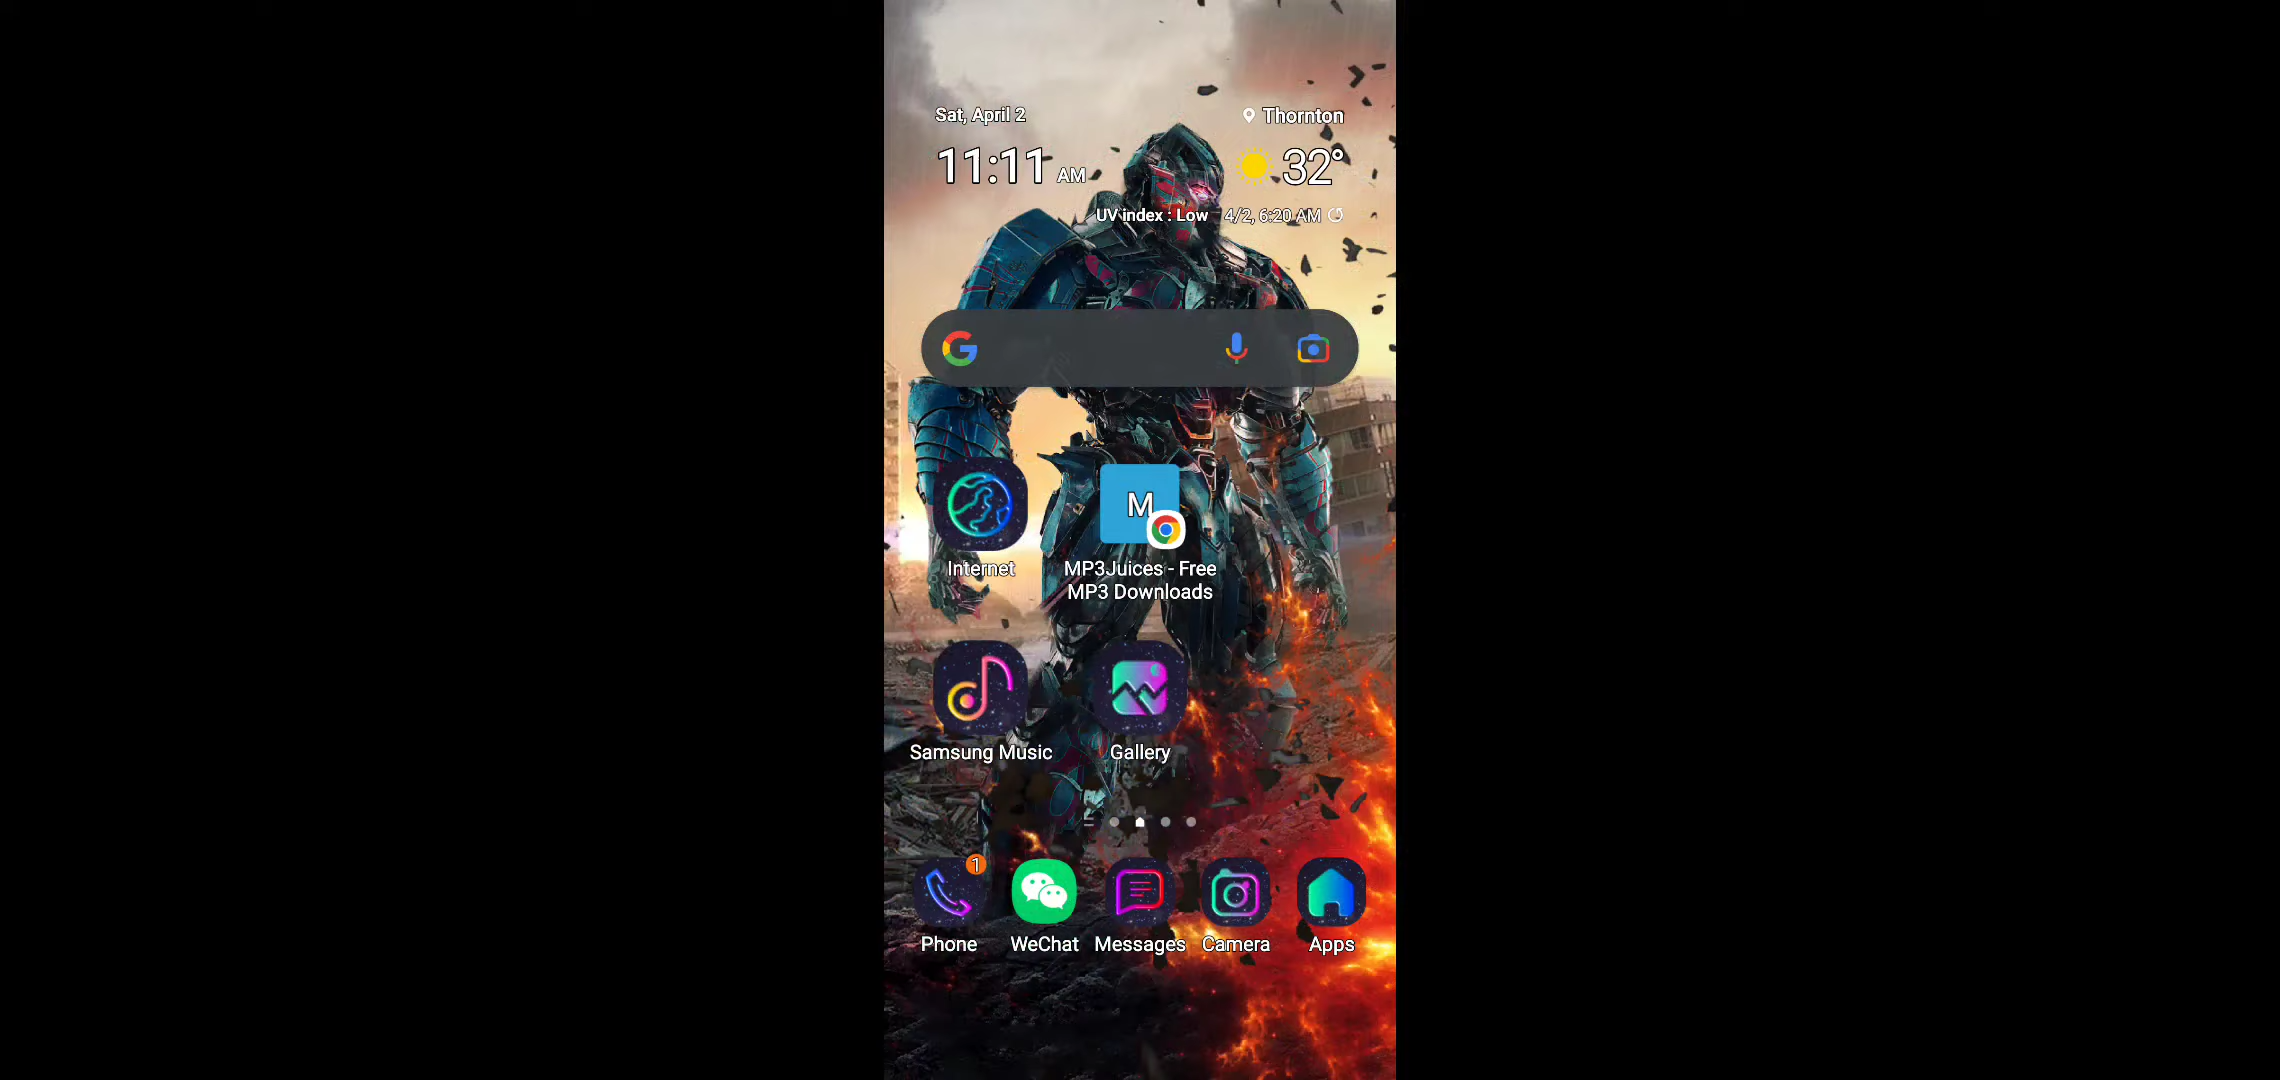 Sat, April 2
Thornton
11:11 AM
32°
UV index : Low 4/2, 6:20 AM
G
M
Internet
MP3Juices - Free
MP3 Downloads
Samsung Music
Gallery
1
Phone
WeChat
Messages
Camera
Apps